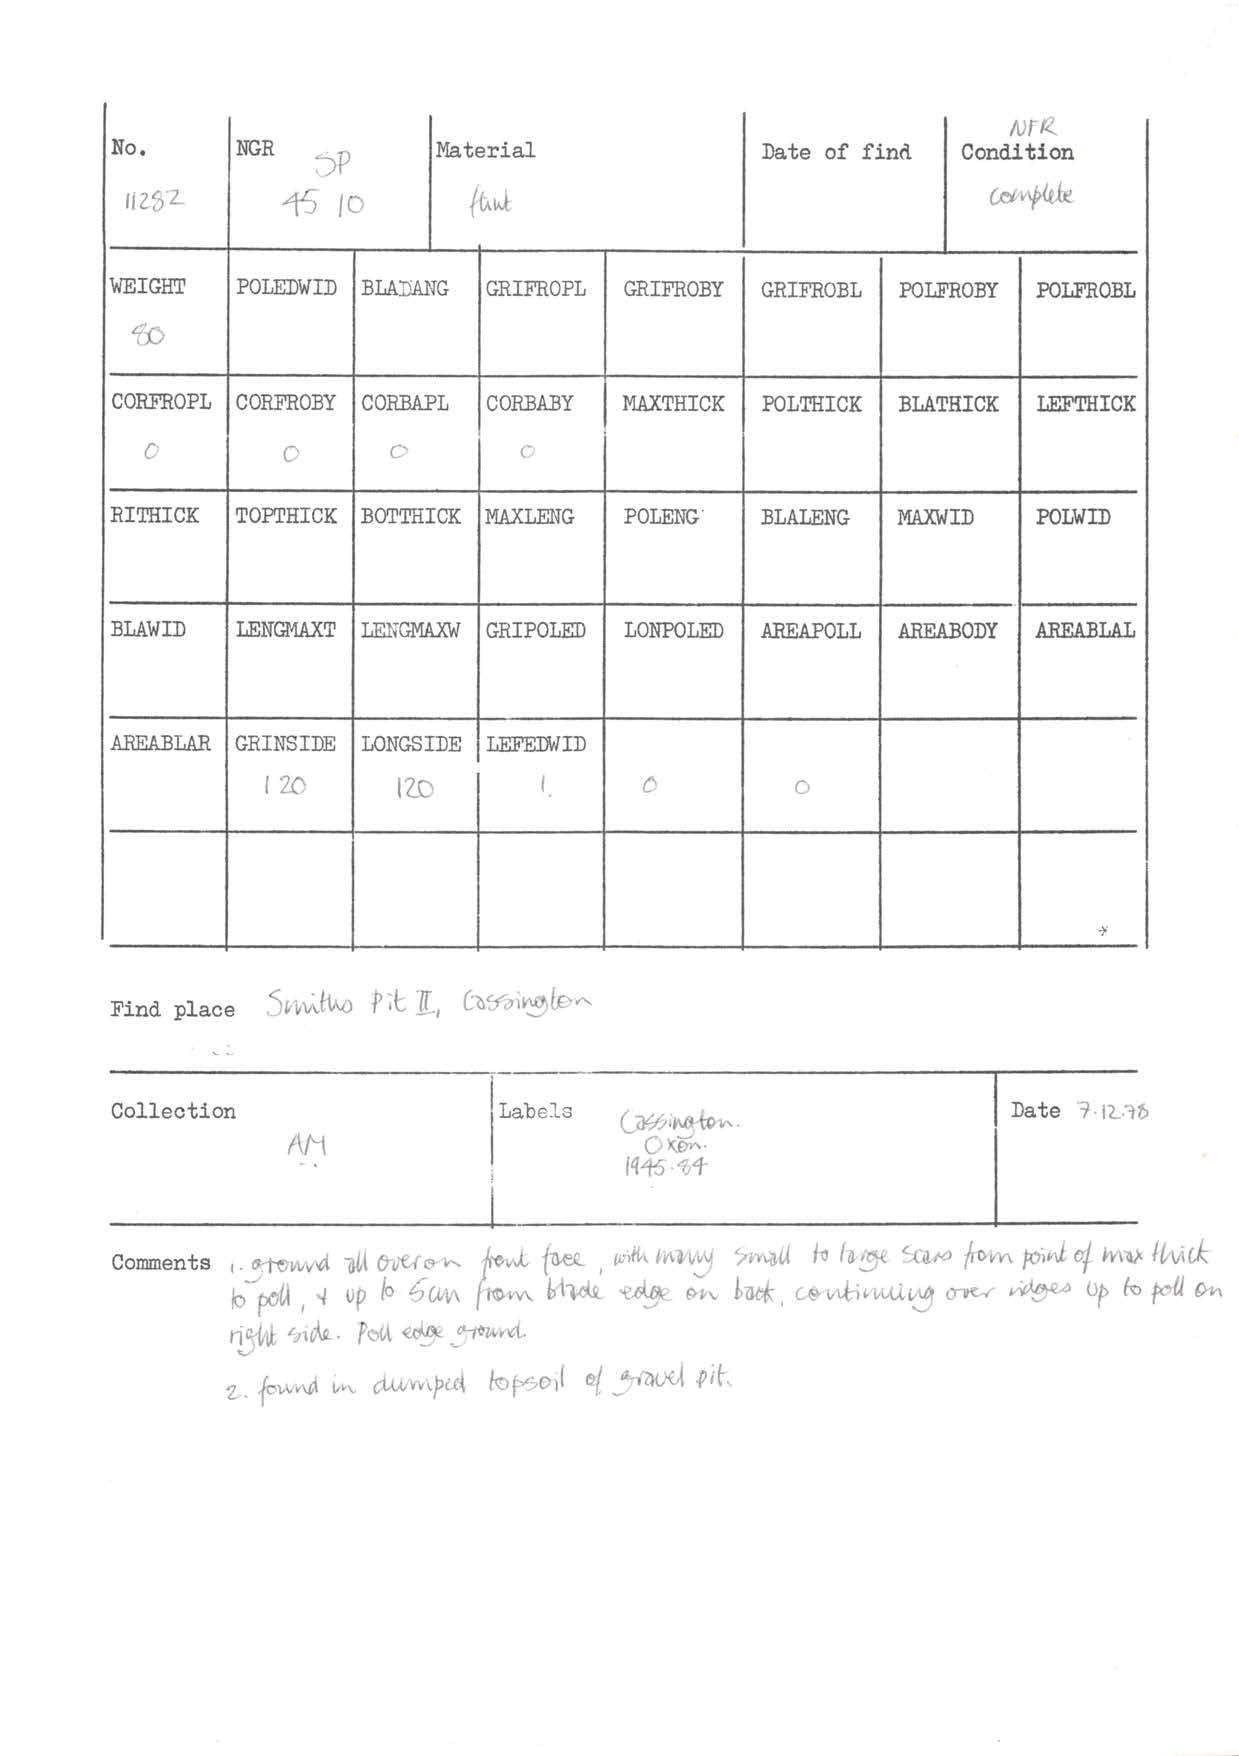 NFR
No. NGR SP Material Date of find Condition
11282 45 10 flint complete
WEIGHT POLEDWID BLADANG GRIFROPL GRIFROBY GRIFROBL POLFROBY POLFROBL
80
CORFROPL CORFROBY CORBAPL CORBABY MAXTHICK POLTHICK BLATHICK LEFTHICK
0 0 0 0
RITHICK TOPTHICK BOTTHICK MAXLENG POLENG BLALENG MAXWID POLWID
BLAWID LENGMAXT LENGMAXW GRIPOLED LONPOLED AREAPOLL AREABODY AREABLAL
AREABLAR GRINSIDE LONGSIDE LEFEDWID
120 120 1. 0 0
*
Find place Smiths Pit II, Cassington
Collection Labels Cassington. Date 7.12.78
AM Oxon.
1945.84
Comments 1. ground all over on front face, with many small to large scars from point of max thick
to poll, & up to 5cm from blade edge on back, continuing over ridges up to poll on
right side. Poll edge ground.
2. found in dumped topsoil of gravel pit.